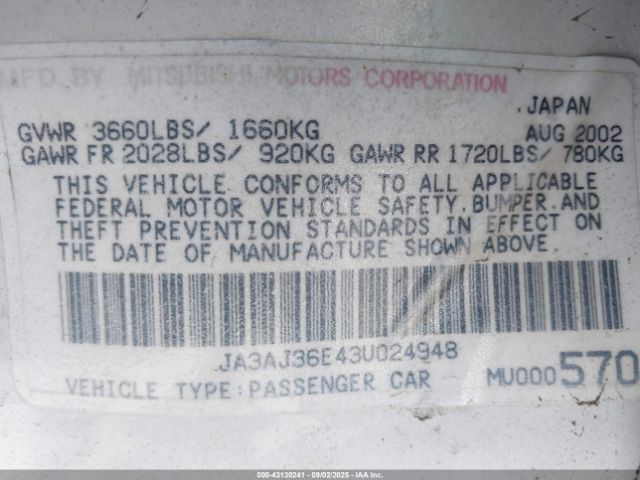 MFD BY MITSUBISHI MOTORS CORPORATION
JAPAN
GVWR 3660LBS/ 1660KG AUG 2002
GAWR FR 2028LBS/ 920KG GAWR RR 1720LBS/ 780KG
THIS VEHICLE CONFORMS TO ALL APPLICABLE
FEDERAL MOTOR VEHICLE SAFETY, BUMPER, AND
THEFT PREVENTION STANDARDS IN EFFECT ON
THE DATE OF MANUFACTURE SHOWN ABOVE.
JA3AJ36E43U024948
VEHICLE TYPE:PASSENGER CAR MU000570
000-43130241 - 09/02/2025 - IAAI.COM